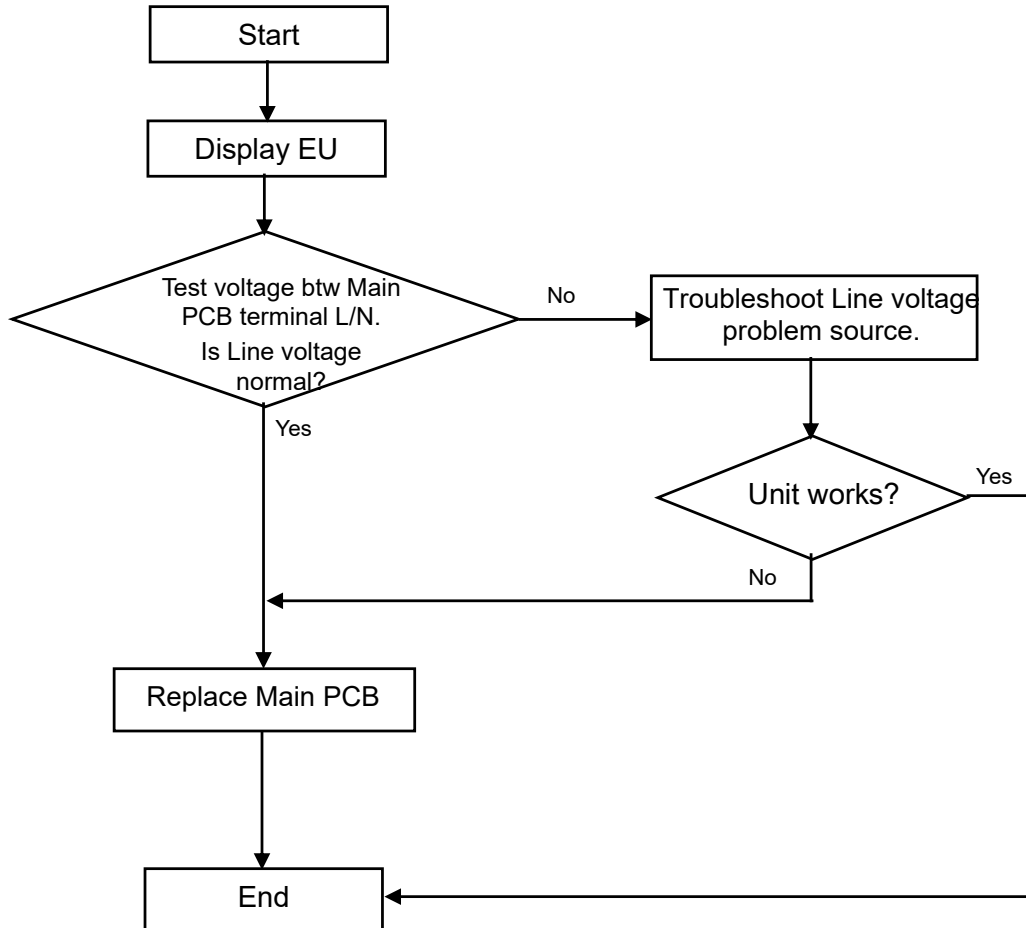 Start
Display EU
Test voltage btw Main
PCB terminal L/N.
Is Line voltage
normal?
No
Troubleshoot Line voltage
problem source.
Yes
Unit works?
Yes
No
Replace Main PCB
End